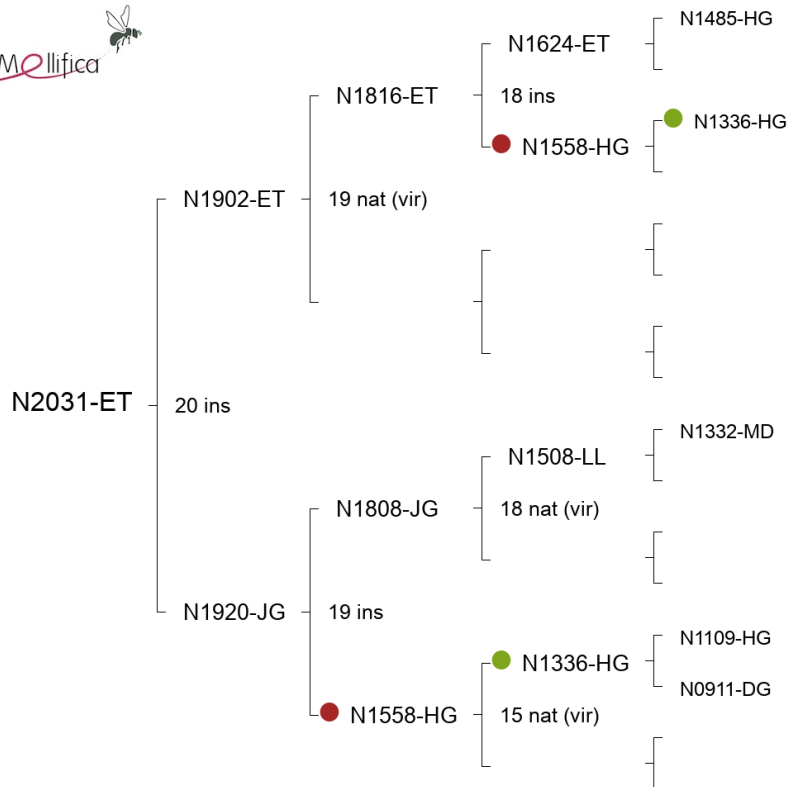 Mellifica
N1485-HG
N1624-ET
N1816-ET
18 ins
N1336-HG
N1558-HG
N1902-ET
19 nat (vir)
N2031-ET
20 ins
N1332-MD
N1508-LL
N1808-JG
18 nat (vir)
N1920-JG
19 ins
N1109-HG
N1336-HG
N0911-DG
N1558-HG
15 nat (vir)